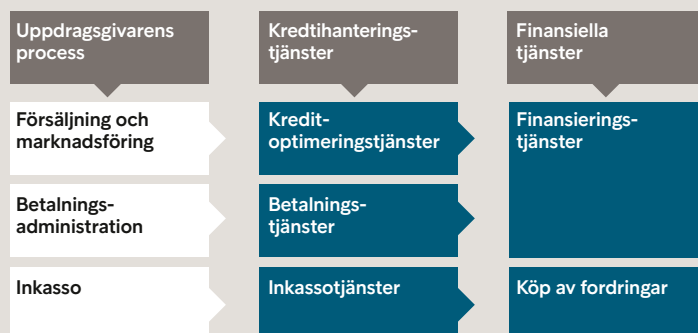 Uppdragsgivarens
process
Kredtihanterings-
tjänster
Finansiella
tjänster
Försäljning och
marknadsföring
Kredit-
optimeringstjänster
Finansierings-
tjänster
Betalnings-
administration
Betalnings-
tjänster
Inkasso
Inkassotjänster
Köp av fordringar